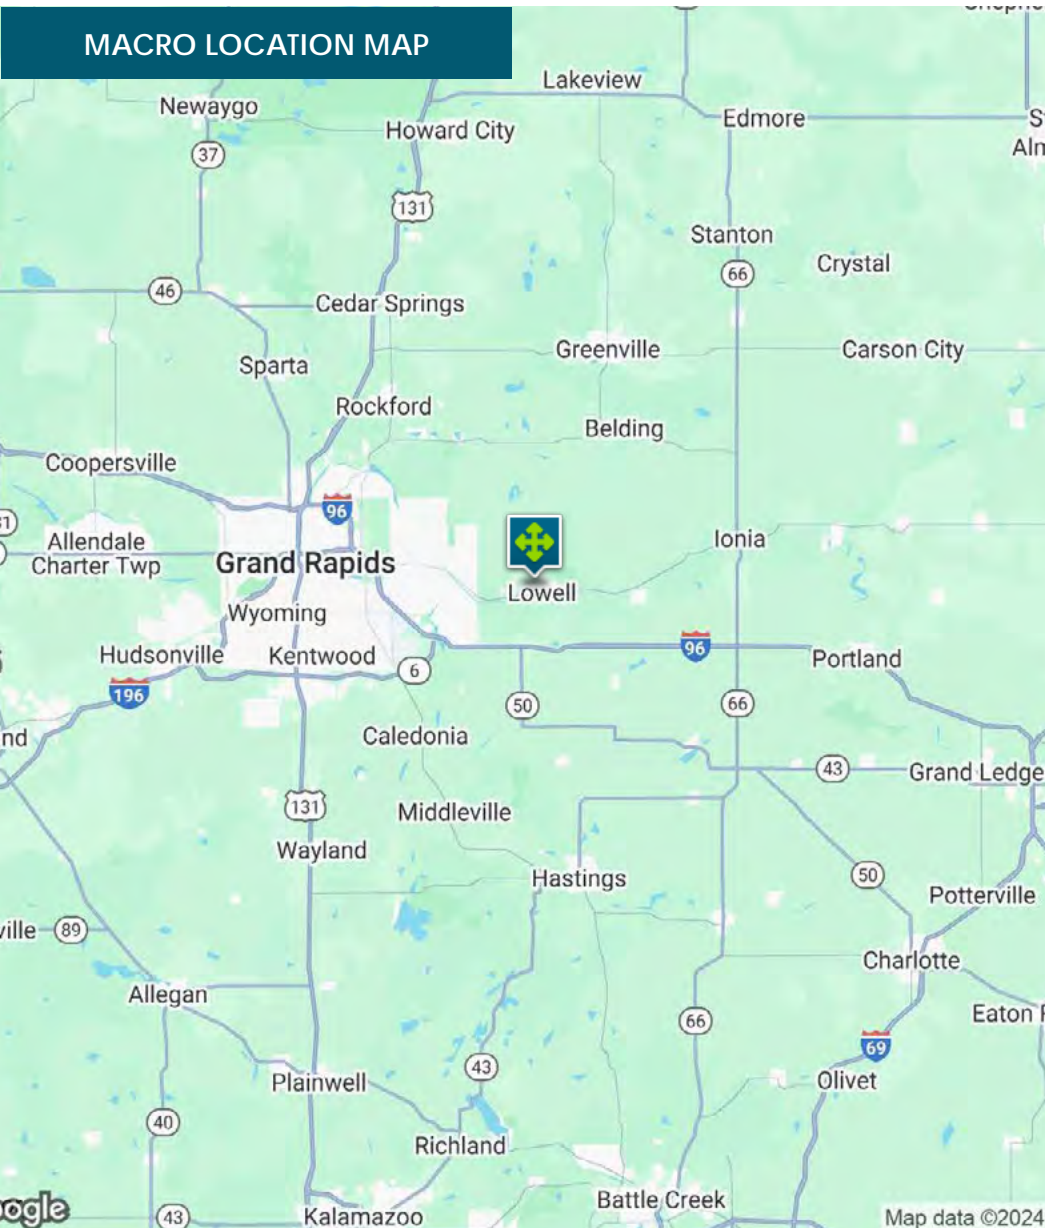 MACRO LOCATION MAP
Lakeview
Newaygo
Edmore
Howard City
37
131
Stanton
66
Crystal
46
Cedar Springs
Greenville
Carson City
Sparta
Rockford
Belding
Coopersville
96
Allendale
Charter Twp
Grand Rapids
Ionia
Lowell
Wyoming
Hudsonville
Kentwood
6
96
Portland
196
50
66
Caledonia
43
Grand Ledge
131
Middleville
Wayland
Hastings
50
Potterville
ville
89
Charlotte
Allegan
Eaton
66
69
43
Plainwell
Olivet
40
Richland
Battle Creek
43
Kalamazoo
Map data ©2024